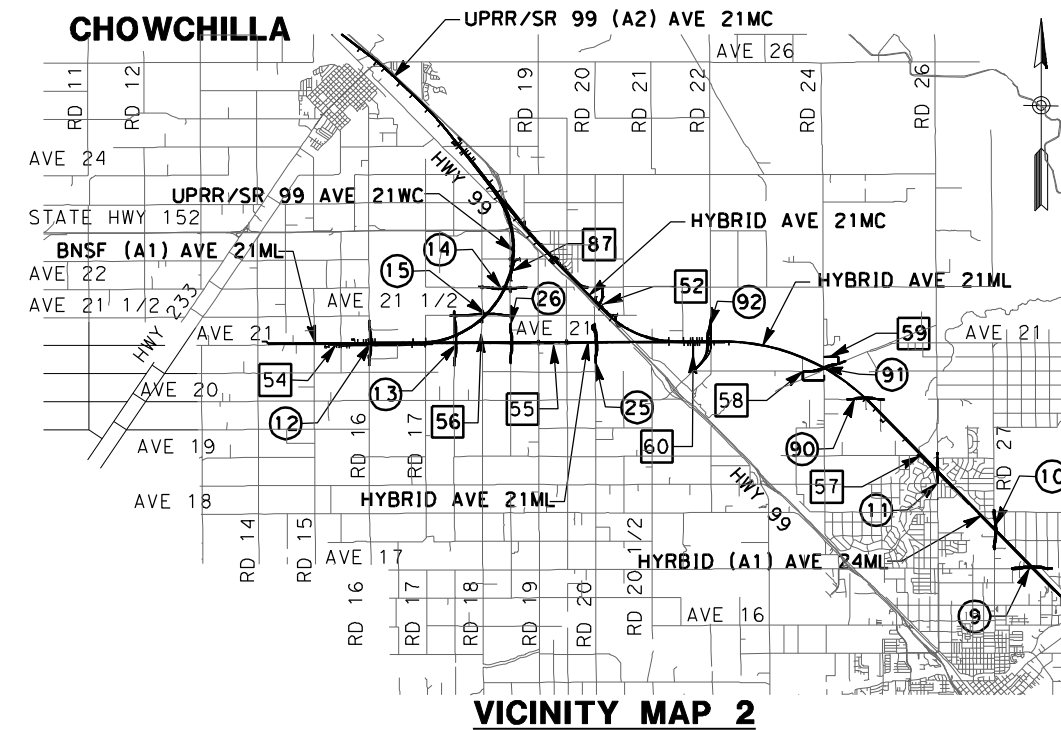 CHOWCHILLA
UPRR/SR 99 (A2) AVE 21MC
AVE 26
RD 11
RD 12
RD 19
RD 20
RD 21
RD 22
RD 24
RD 26
AVE 24
HWY 99
UPRR/SR 99 AVE 21WC
STATE HWY 152
HYBRID AVE 21MC
BNSF (A1) AVE 21ML
14
87
AVE 22
15
52
HYBRID AVE 21ML
AVE 21 1/2
AVE 21 1/2
26
92
HWY 233
AVE 21
AVE 21
59
AVE 21
54
AVE 20
13
91
58
12
56
55
25
60
90
AVE 19
RD 16
RD 17
RD 27
HWY 99
57
10
AVE 18
HYBRID AVE 21ML
11
RD 14
RD 15
AVE 17
RD 20 1/2
HYRBID (A1) AVE 24ML
RD 16
RD 17
RD 18
RD 19
RD 20
AVE 16
9
VICINITY MAP 2